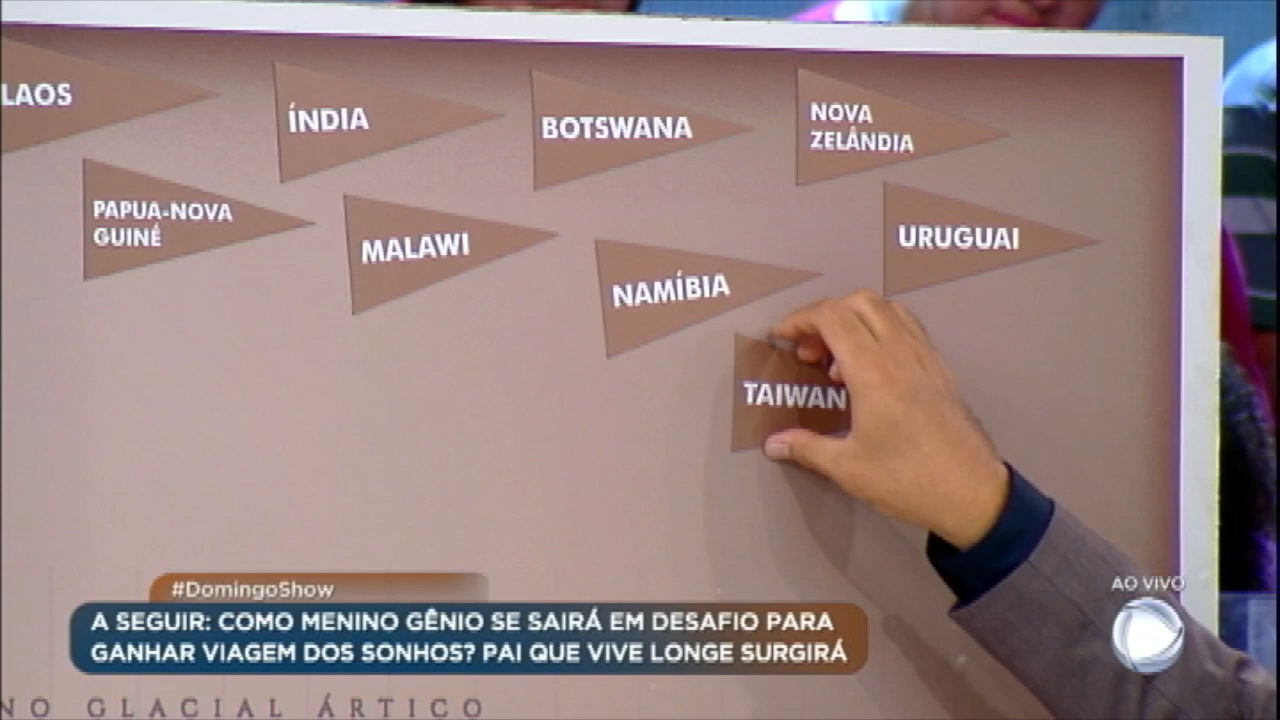 LAOS
ÍNDIA
BOTSWANA
NOVA
ZELÂNDIA
PAPUA-NOVA
GUINÉ
MALAWI
NAMÍBIA
URUGUAI
TAIWAN
#DomingoShow
A SEGUIR: COMO MENINO GÊNIO SE SAIRÁ EM DESAFIO PARA
GANHAR VIAGEM DOS SONHOS? PAI QUE VIVE LONGE SURGIRÁ
AO VIVO
NO GLACIAL ÁRTICO